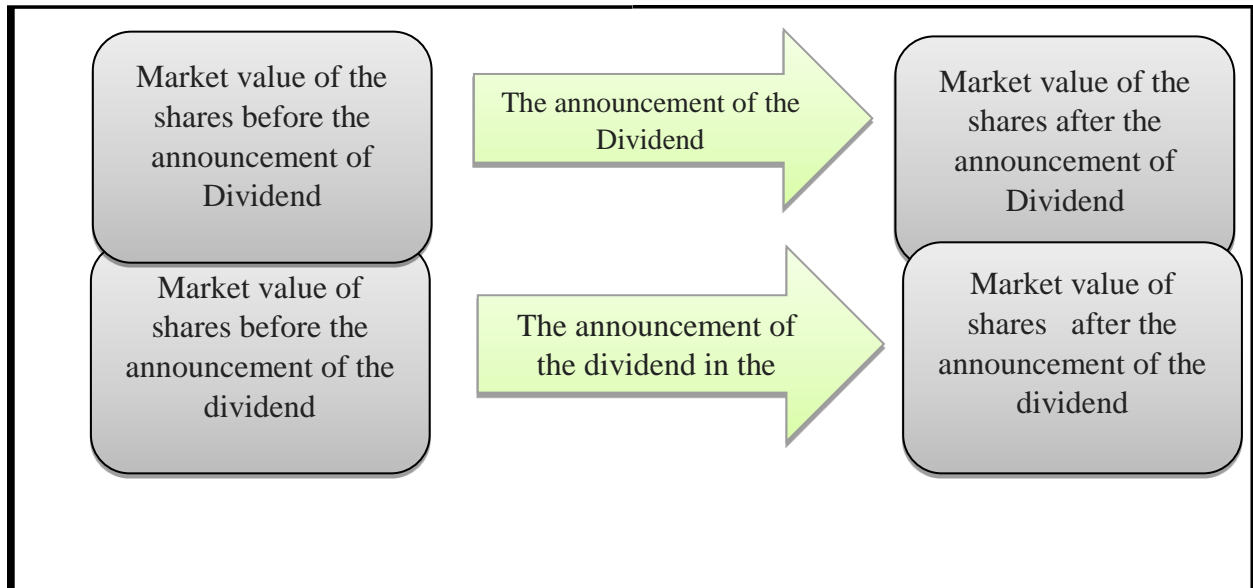 Market value of the
shares before the
announcement of
Dividend
The announcement of the
Dividend
Market value of the
shares after the
announcement of
Dividend
Market value of
shares before the
announcement of the
dividend
The announcement of
the dividend in the
Market value of
shares after the
announcement of the
dividend